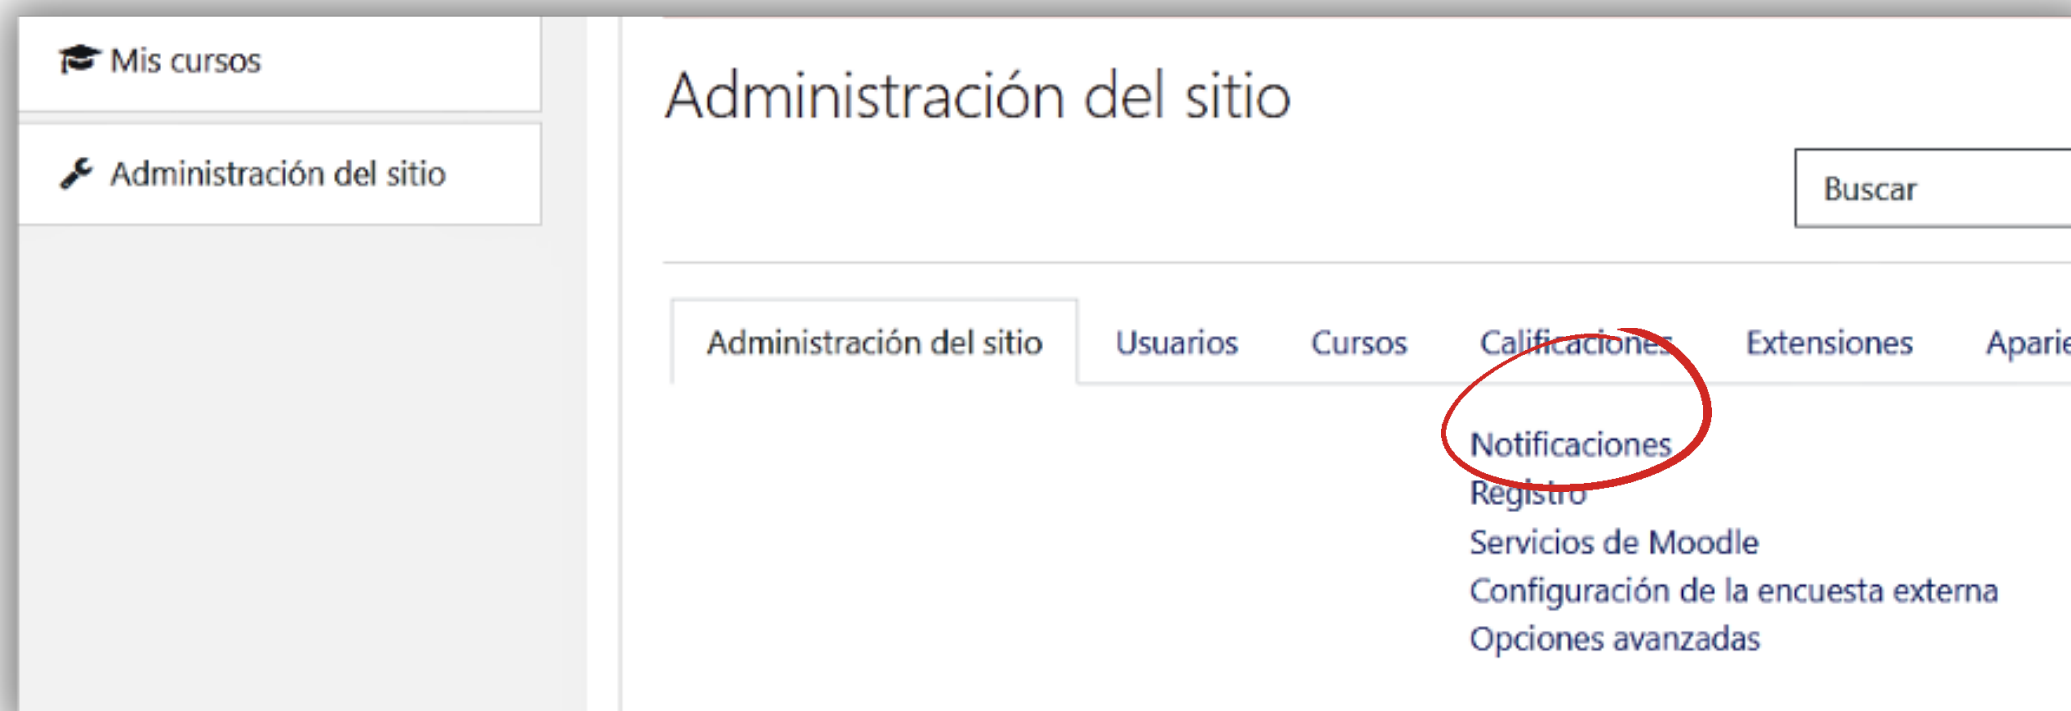 Mis cursos
Administración del sitio
Administración del sitio
Buscar
Administración del sitio Usuarios Cursos Calificaciones Extensiones Aparie
Notificaciones
Registro
Servicios de Moodle
Configuración de la encuesta externa
Opciones avanzadas